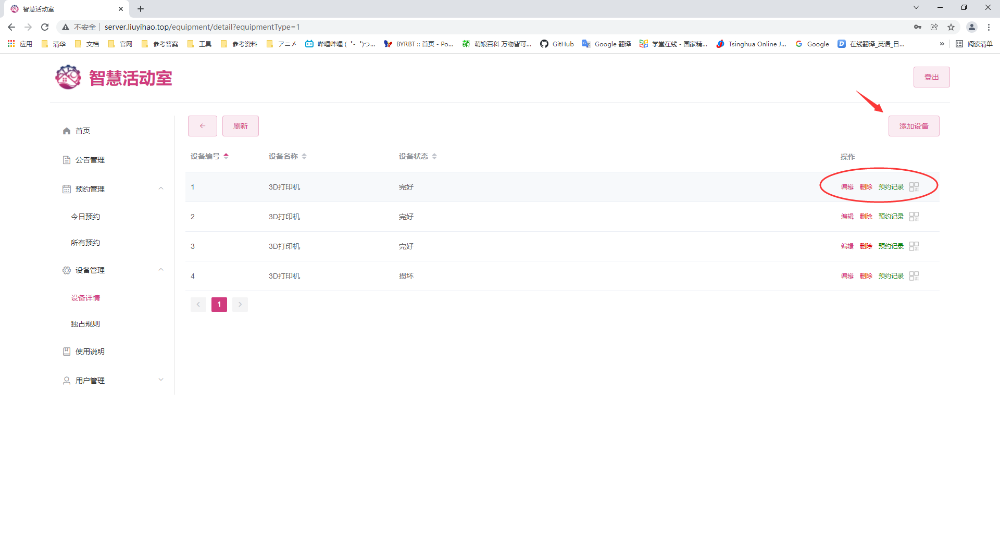 智慧活动室
不安全 server.liuyihao.top/equipment/detail?equipmentType=1
应用 清华 文档 官网 参考答案 工具 参考资料 アニメ 哔哩哔哩 (゜-゜)つ... BYRBT :: 首页 - Po... 萌娘百科 万物皆可... GitHub Google 翻译 学堂在线 - 国家精... Tsinghua Online J... Google 在线翻译_英语_日... » 阅读清单
智慧活动室
登出
首页
公告管理
预约管理
今日预约
所有预约
设备管理
设备详情
独占规则
使用说明
用户管理
刷新
添加设备
设备编号 设备名称 设备状态 操作
1 3D打印机 完好 编辑 删除 预约记录
2 3D打印机 完好 编辑 删除 预约记录
3 3D打印机 完好 编辑 删除 预约记录
4 3D打印机 损坏 编辑 删除 预约记录
1